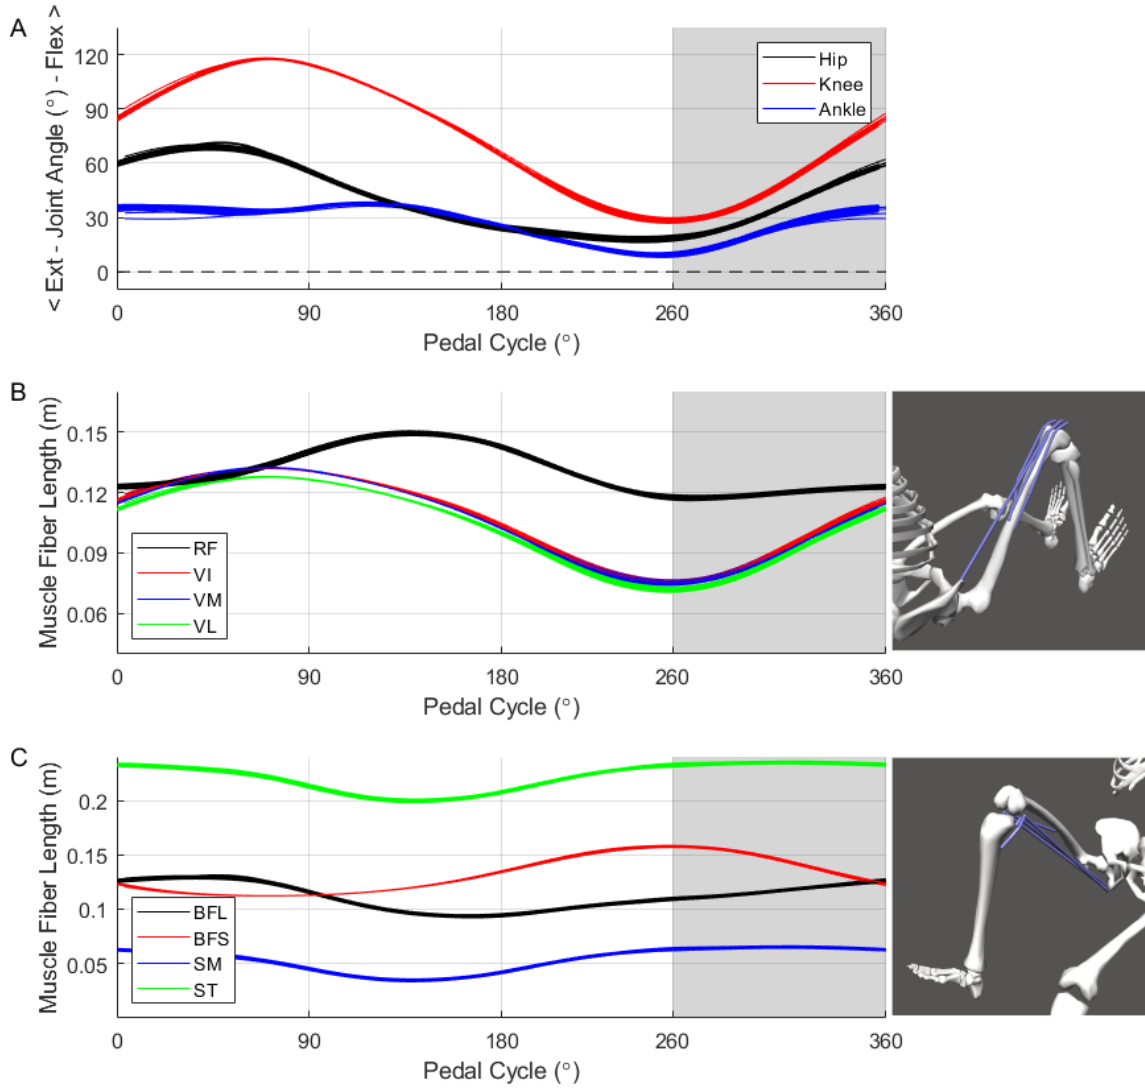 A
< Ext - Joint Angle (°) - Flex >
120
90
60
30
0
Hip
Knee
Ankle
0 90 180 260 360
Pedal Cycle (°)
B
Muscle Fiber Length (m)
0.15
0.12
0.09
0.06
RF
VI
VM
VL
0 90 180 260 360
Pedal Cycle (°)
C
Muscle Fiber Length (m)
0.2
0.15
0.1
0.05
BFL
BFS
SM
ST
0 90 180 260 360
Pedal Cycle (°)